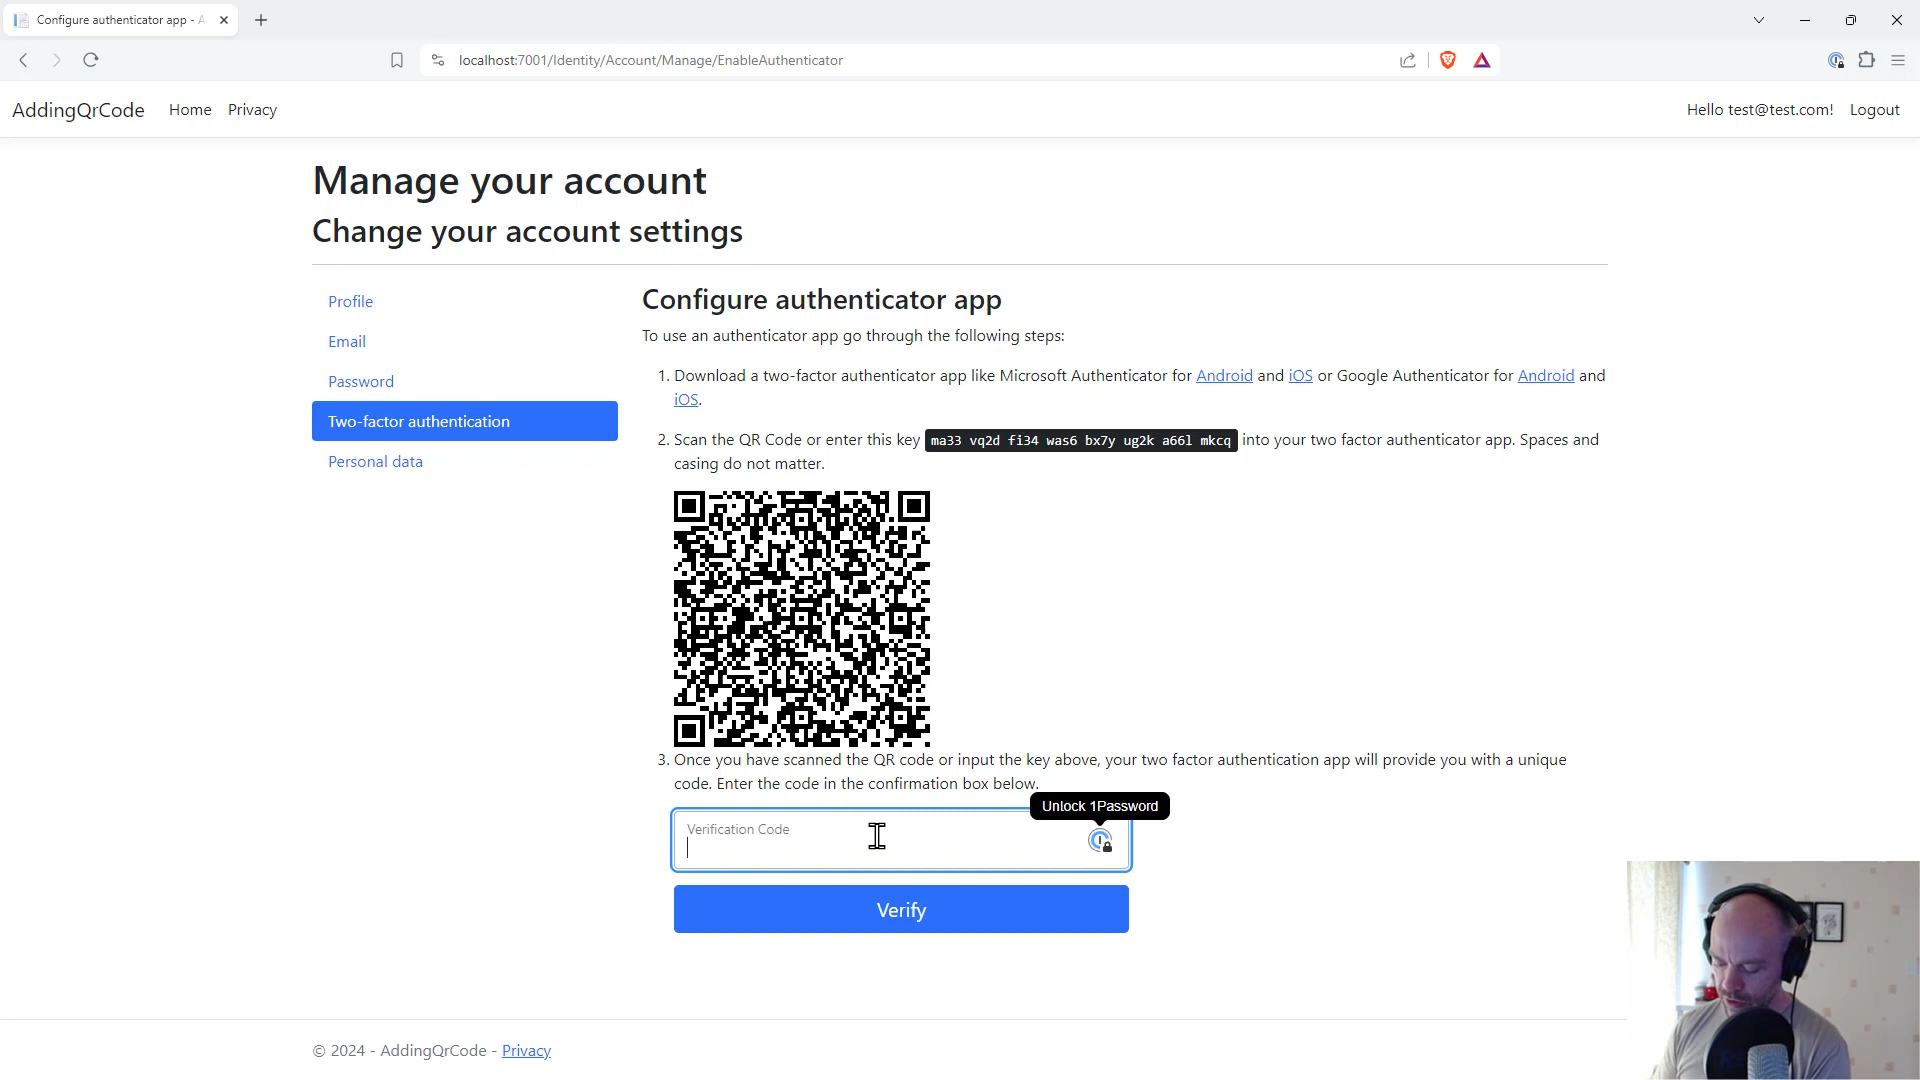 Configure authenticator app - A
localhost:7001/Identity/Account/Manage/EnableAuthenticator
AddingQrCode Home Privacy Hello test@test.com! Logout
Manage your account
Change your account settings
Profile
Email
Password
Two-factor authentication
Personal data
Configure authenticator app
To use an authenticator app go through the following steps:
1. Download a two-factor authenticator app like Microsoft Authenticator for Android and iOS or Google Authenticator for Android and
iOS.
2. Scan the QR Code or enter this key ma33 vq2d fi34 was6 bx7y ug2k a66l mkcq into your two factor authenticator app. Spaces and
casing do not matter.
3. Once you have scanned the QR code or input the key above, your two factor authentication app will provide you with a unique
code. Enter the code in the confirmation box below.
Unlock 1Password
Verification Code
Verify
© 2024 - AddingQrCode - Privacy